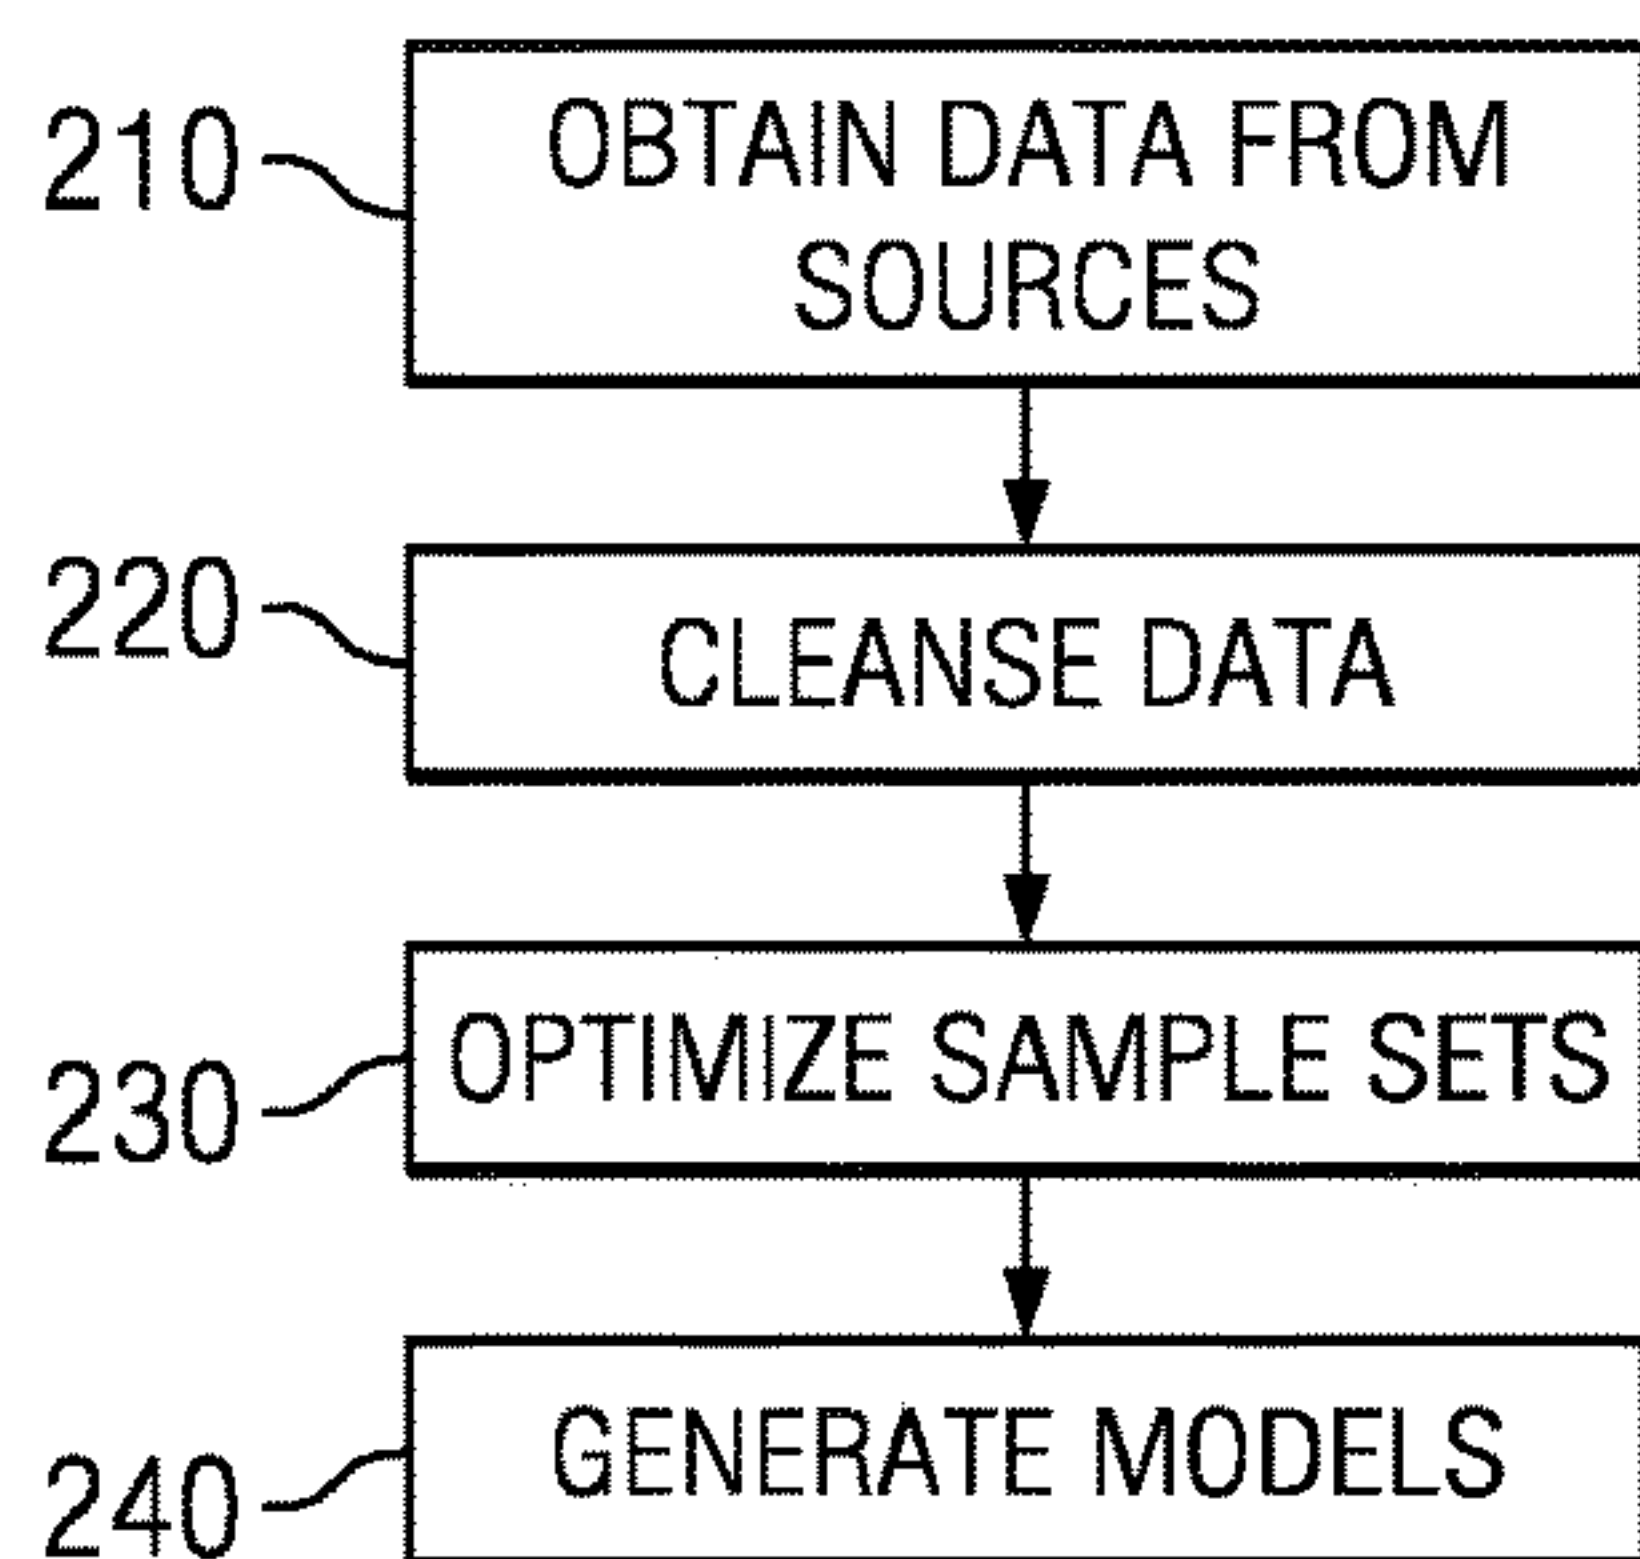 210
OBTAIN DATA FROM
SOURCES
220
CLEANSE DATA
230
OPTIMIZE SAMPLE SETS
240
GENERATE MODELS